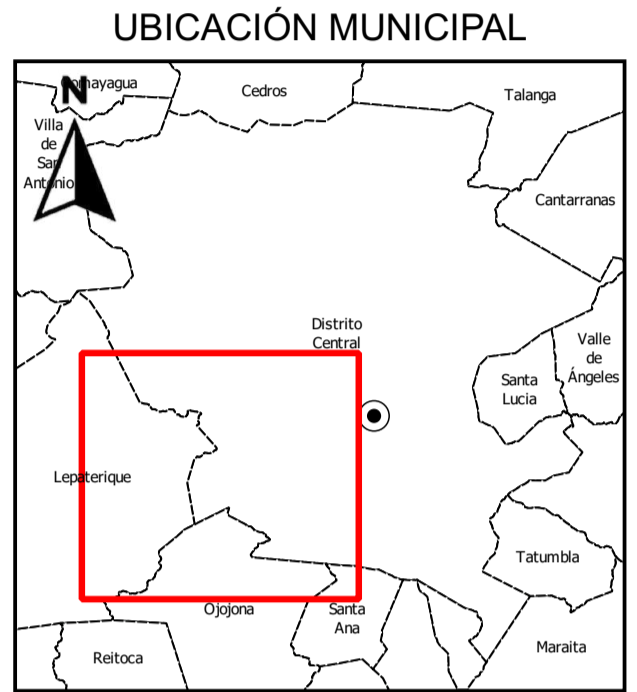 UBICACIÓN MUNICIPAL
Comayagua
N
Cedros
Talanga
Villa
de
San
Antonio
Cantarranas
Distrito
Central
Valle
de
Ángeles
Santa
Lucia
Lepaterique
Tatumbla
Ojojona
Santa
Ana
Maraita
Reitoca